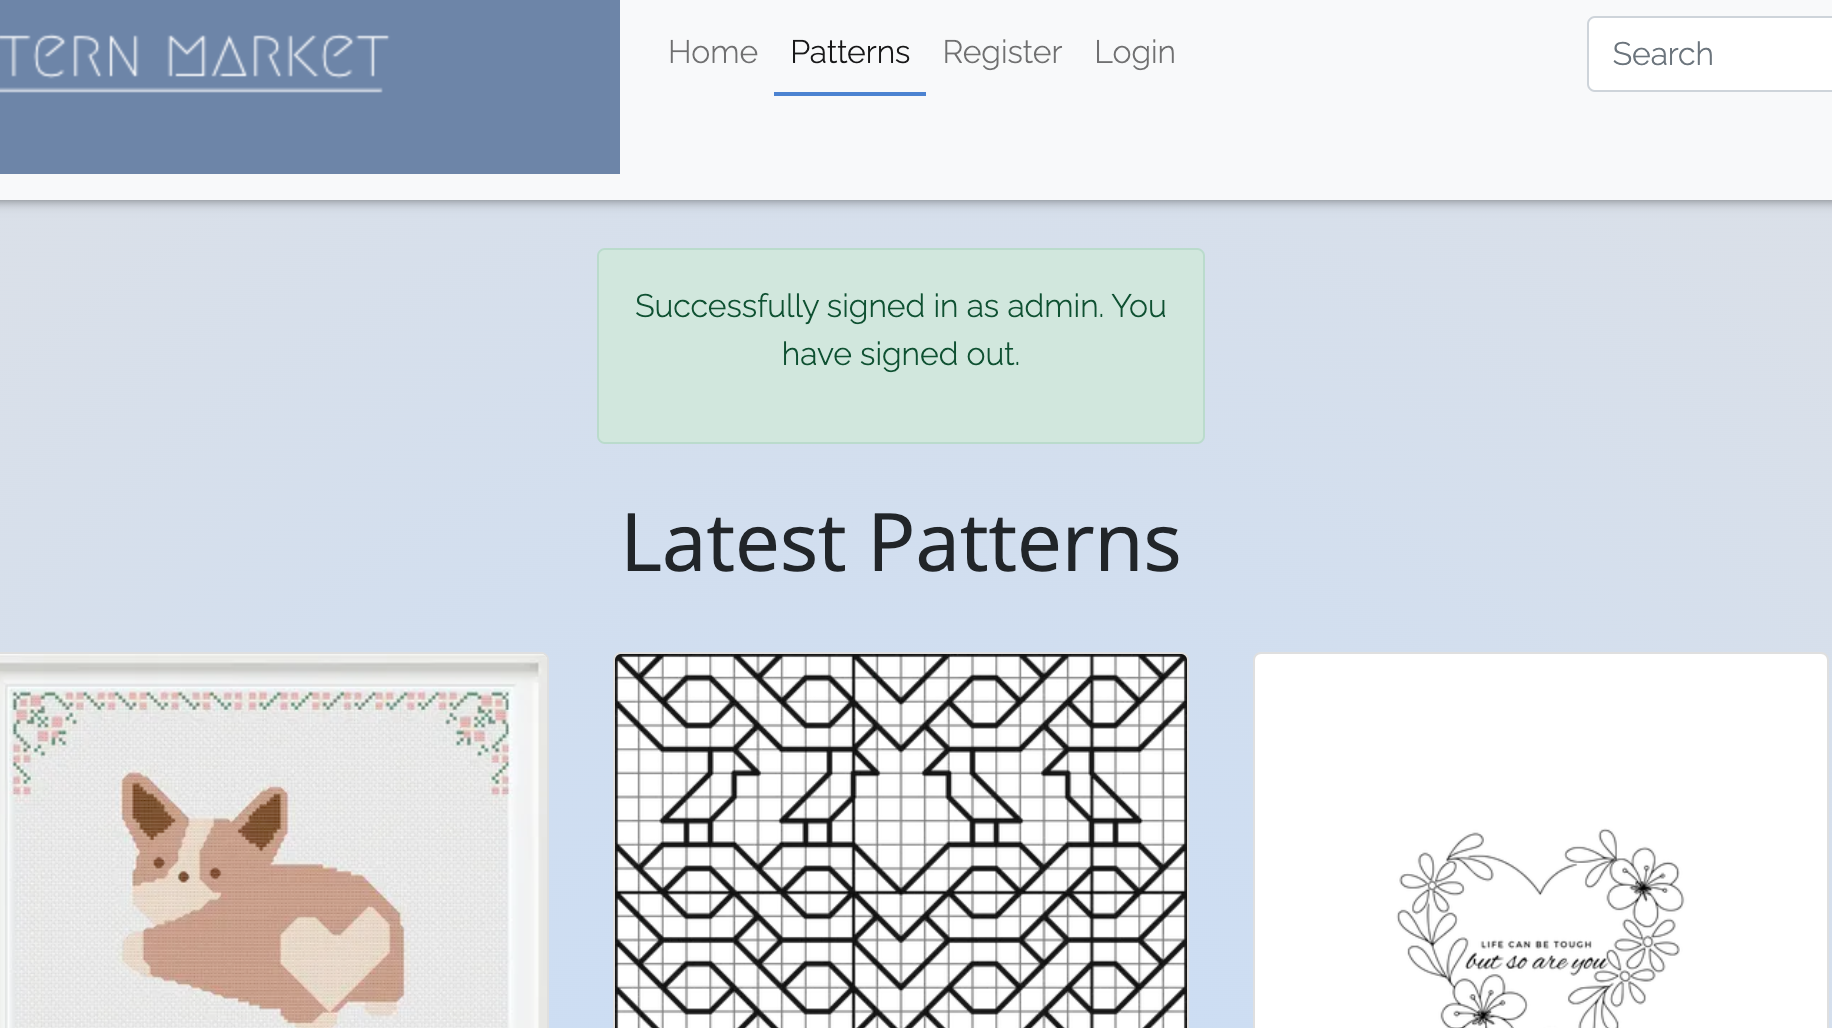 TERN MARKET
Home Patterns Register Login
Search
Successfully signed in as admin. You
have signed out.
Latest Patterns
LIFE CAN BE TOUGH
but so are you